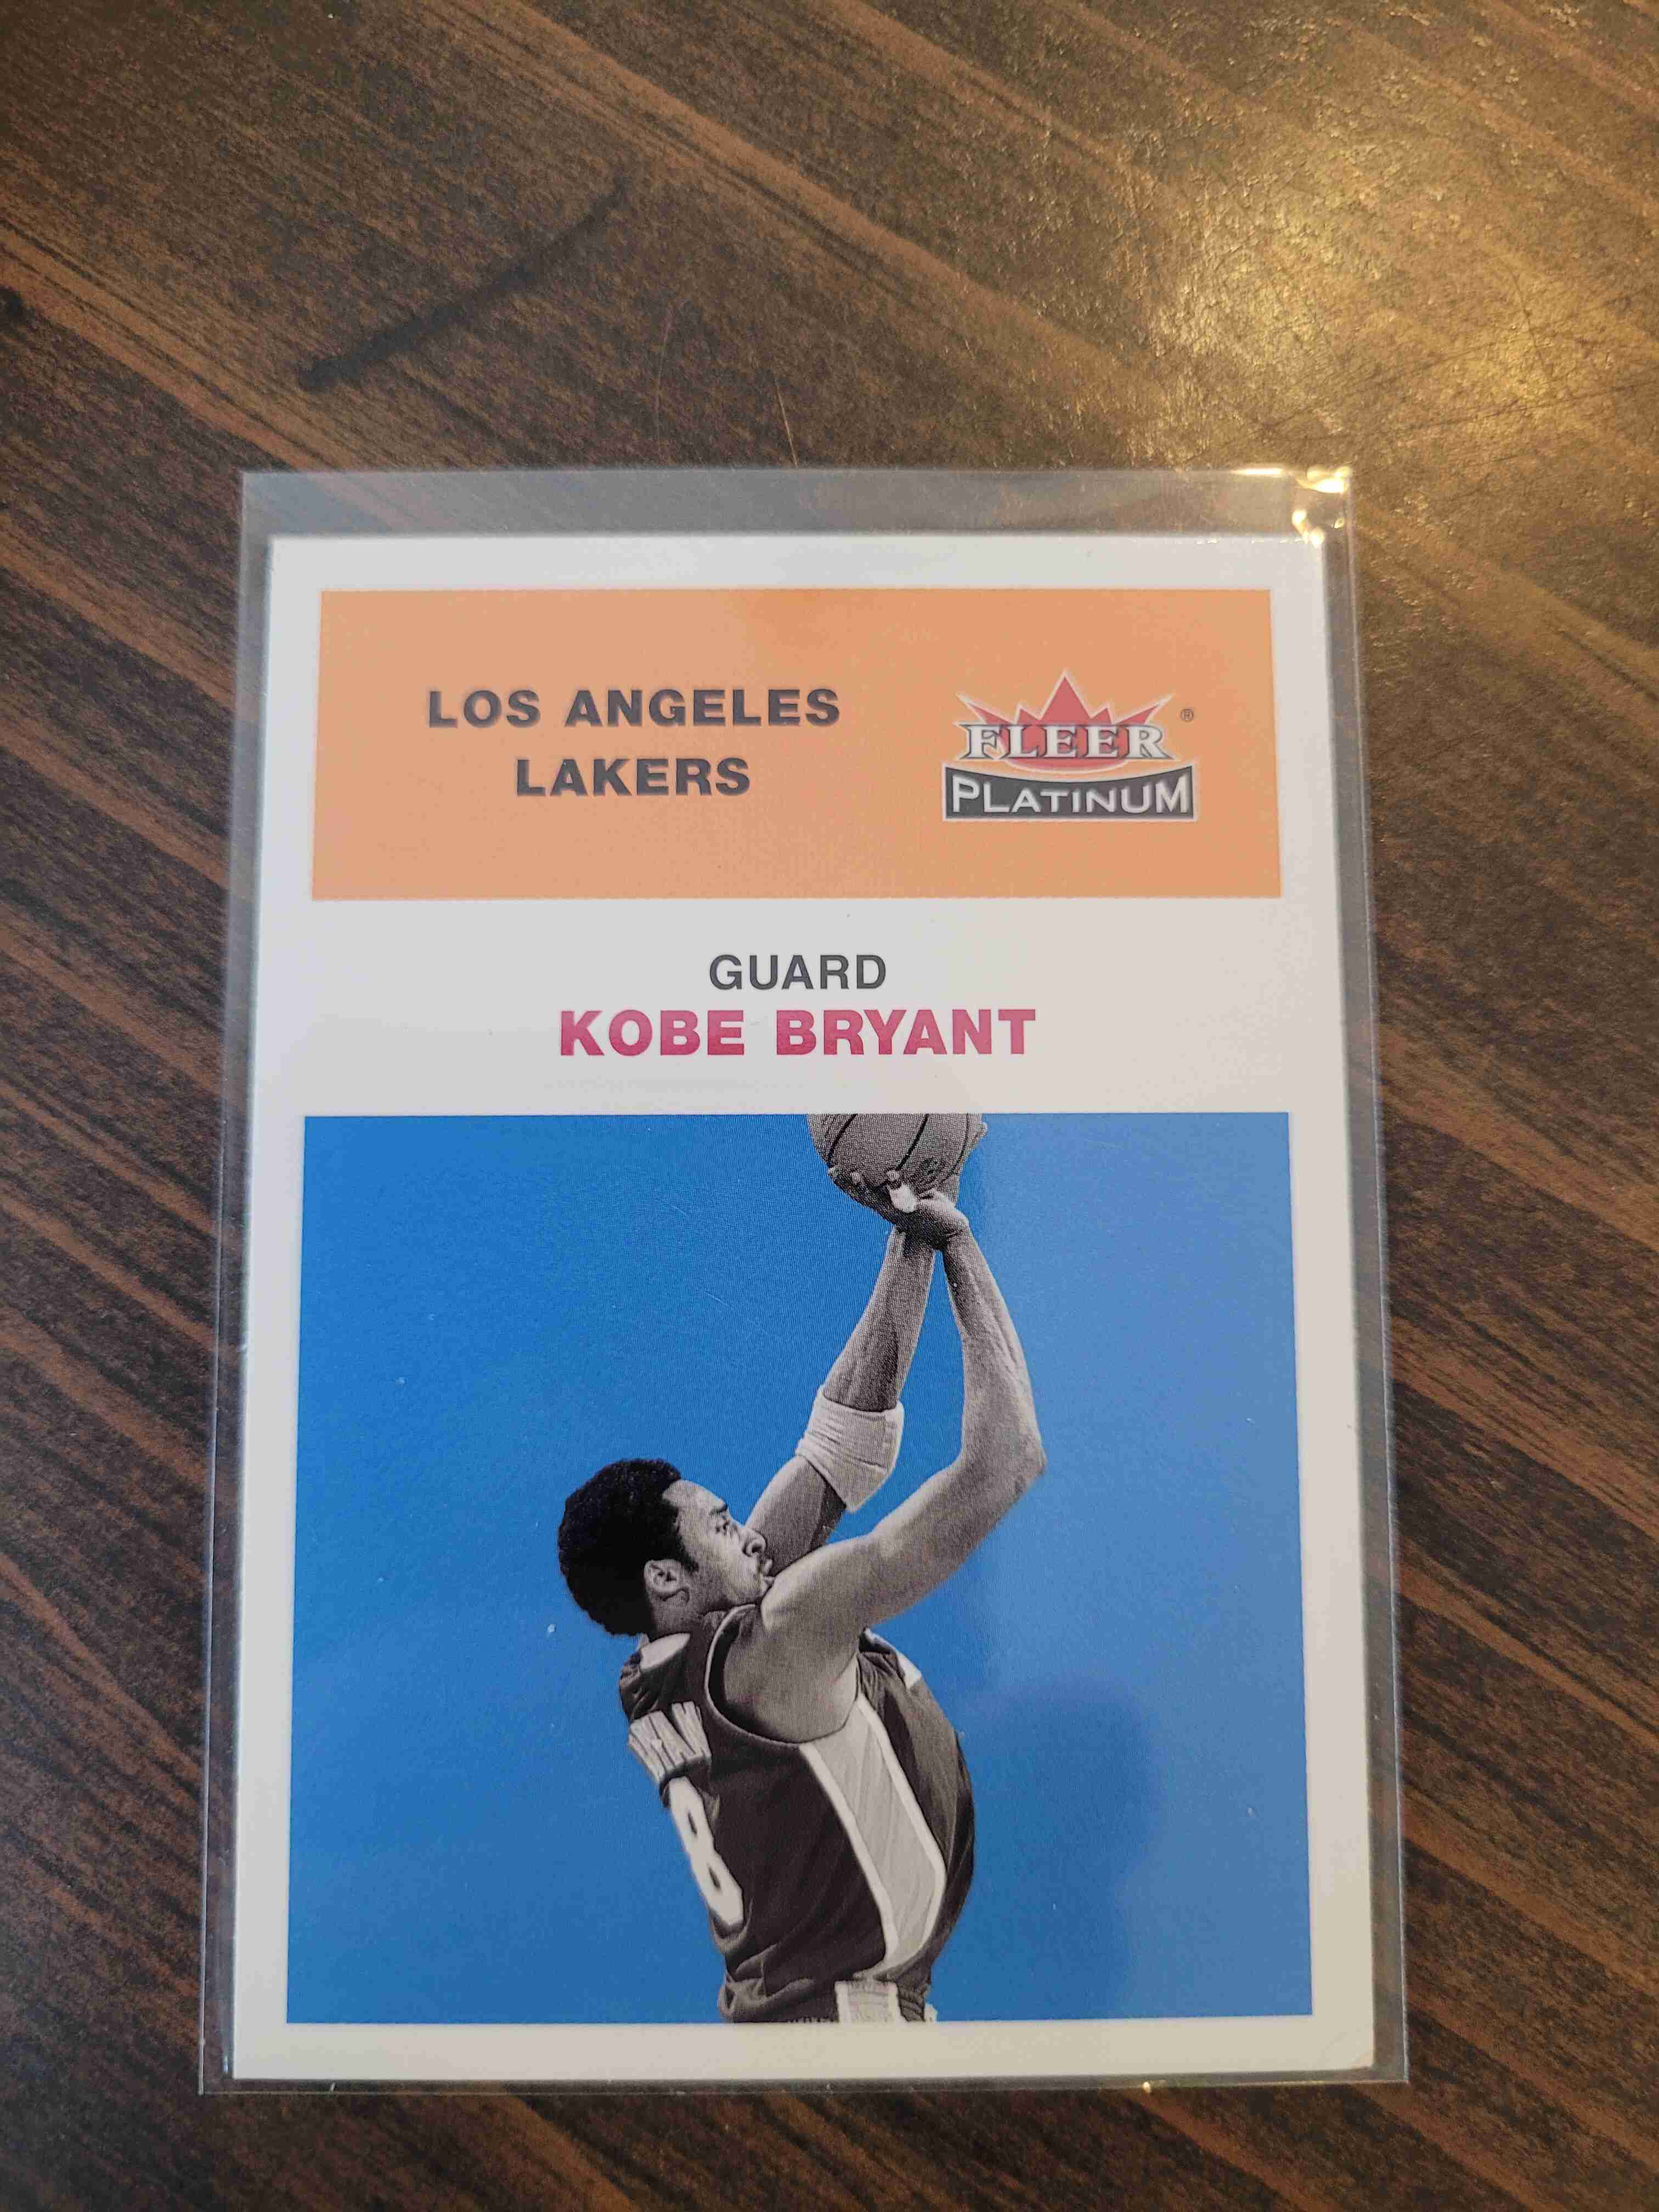 LOS ANGELES
LAKERS
FLEER ®
PLATINUM
GUARD
KOBE BRYANT
8